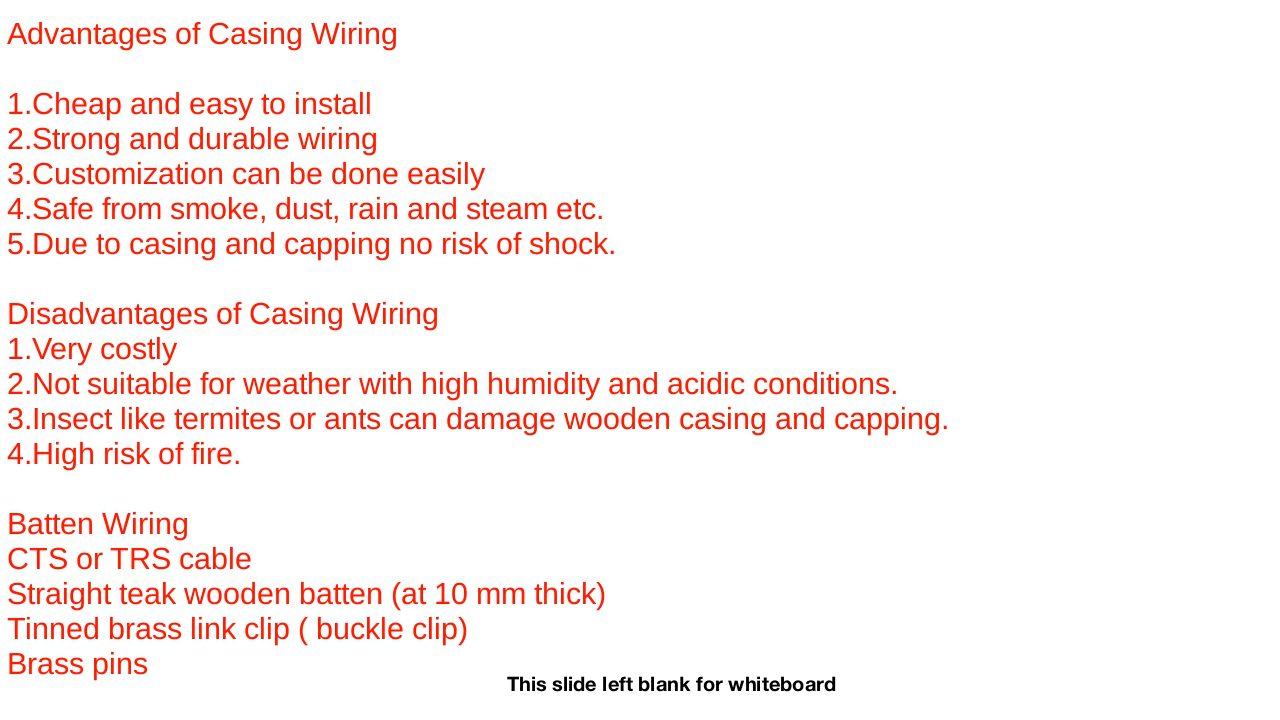 Advantages of Casing Wiring
1.Cheap and easy to install
2.Strong and durable wiring
3.Customization can be done easily
4.Safe from smoke, dust, rain and steam etc.
5.Due to casing and capping no risk of shock.
Disadvantages of Casing Wiring
1.Very costly
2.Not suitable for weather with high humidity and acidic conditions.
3.Insect like termites or ants can damage wooden casing and capping.
4.High risk of fire.
Batten Wiring
CTS or TRS cable
Straight teak wooden batten (at 10 mm thick)
Tinned brass link clip ( buckle clip)
Brass pins
This slide left blank for whiteboard